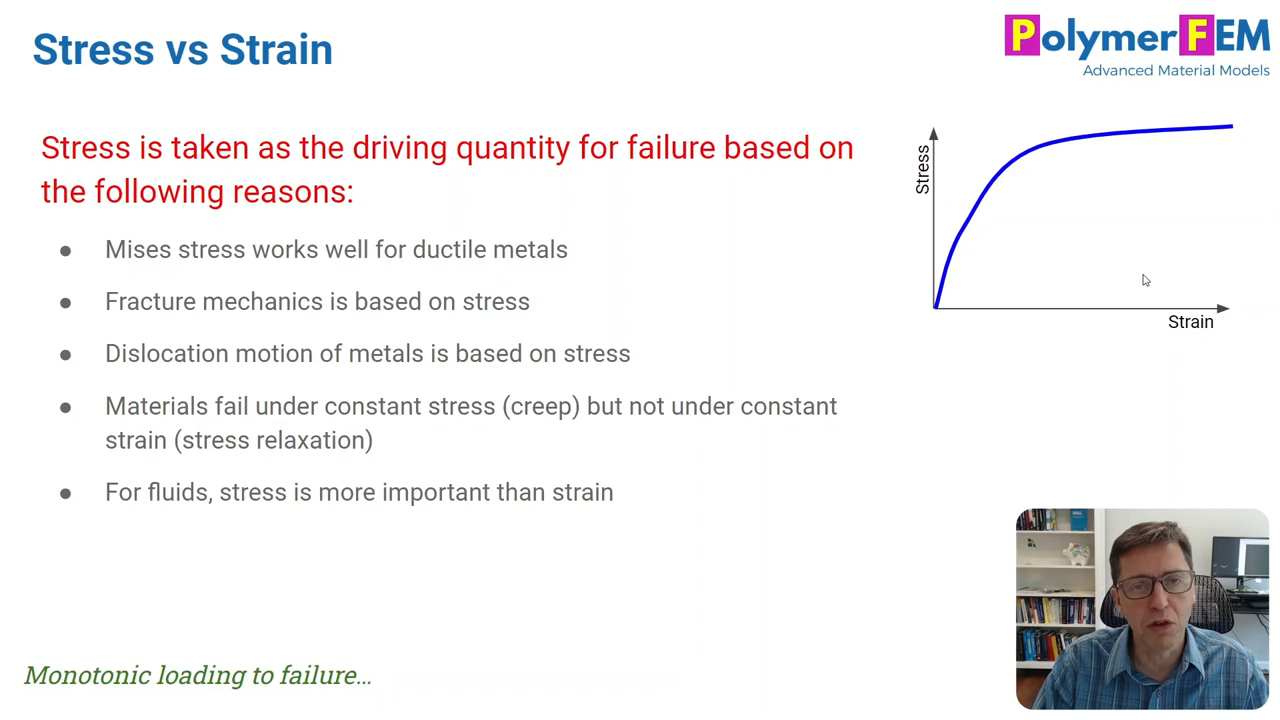 Stress vs Strain
PolymerFEM
Advanced Material Models
Stress is taken as the driving quantity for failure based on
the following reasons:
● Mises stress works well for ductile metals
● Fracture mechanics is based on stress
● Dislocation motion of metals is based on stress
● Materials fail under constant stress (creep) but not under constant
strain (stress relaxation)
● For fluids, stress is more important than strain
Stress
Strain
Monotonic loading to failure...